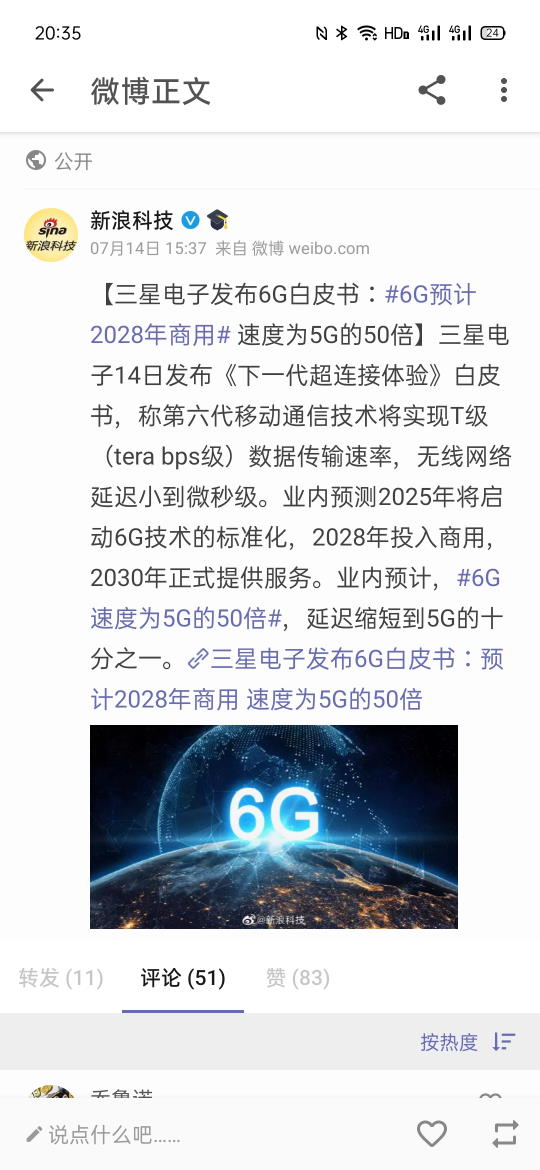 20:35
HD
4G
4G
24
微博正文
公开
sina
新浪科技
新浪科技
07月14日 15:37 来自 微博 weibo.com
【三星电子发布6G白皮书：#6G预计
2028年商用# 速度为5G的50倍】三星电
子14日发布《下一代超连接体验》白皮
书，称第六代移动通信技术将实现T级
（tera bps级）数据传输速率，无线网络
延迟小到微秒级。业内预测2025年将启
动6G技术的标准化，2028年投入商用，
2030年正式提供服务。业内预计，#6G
速度为5G的50倍#，延迟缩短到5G的十
分之一。三星电子发布6G白皮书：预
计2028年商用 速度为5G的50倍
6G
@新浪科技
转发 (11)
评论 (51)
赞 (83)
按热度
乔鲁诺
说点什么吧……